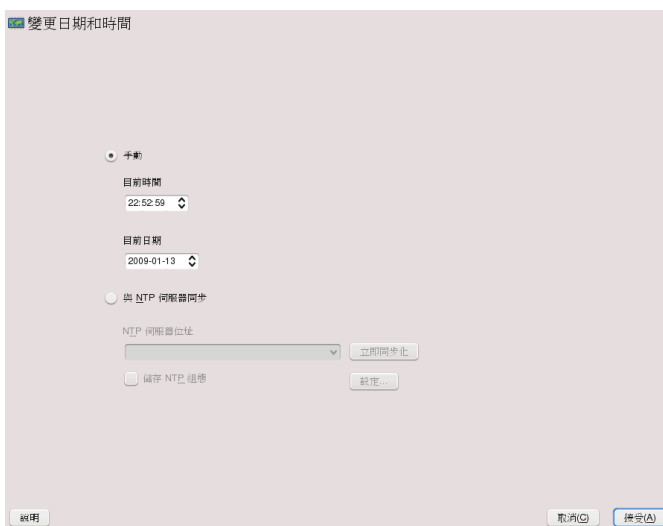 變更日期和時間
手動
目前時間
22:52:59
目前日期
2009-01-13
與 NTP 伺服器同步
NTP 伺服器位址
立即同步化
儲存 NTP 組態
設定...
說明
取消(C)
接受(A)